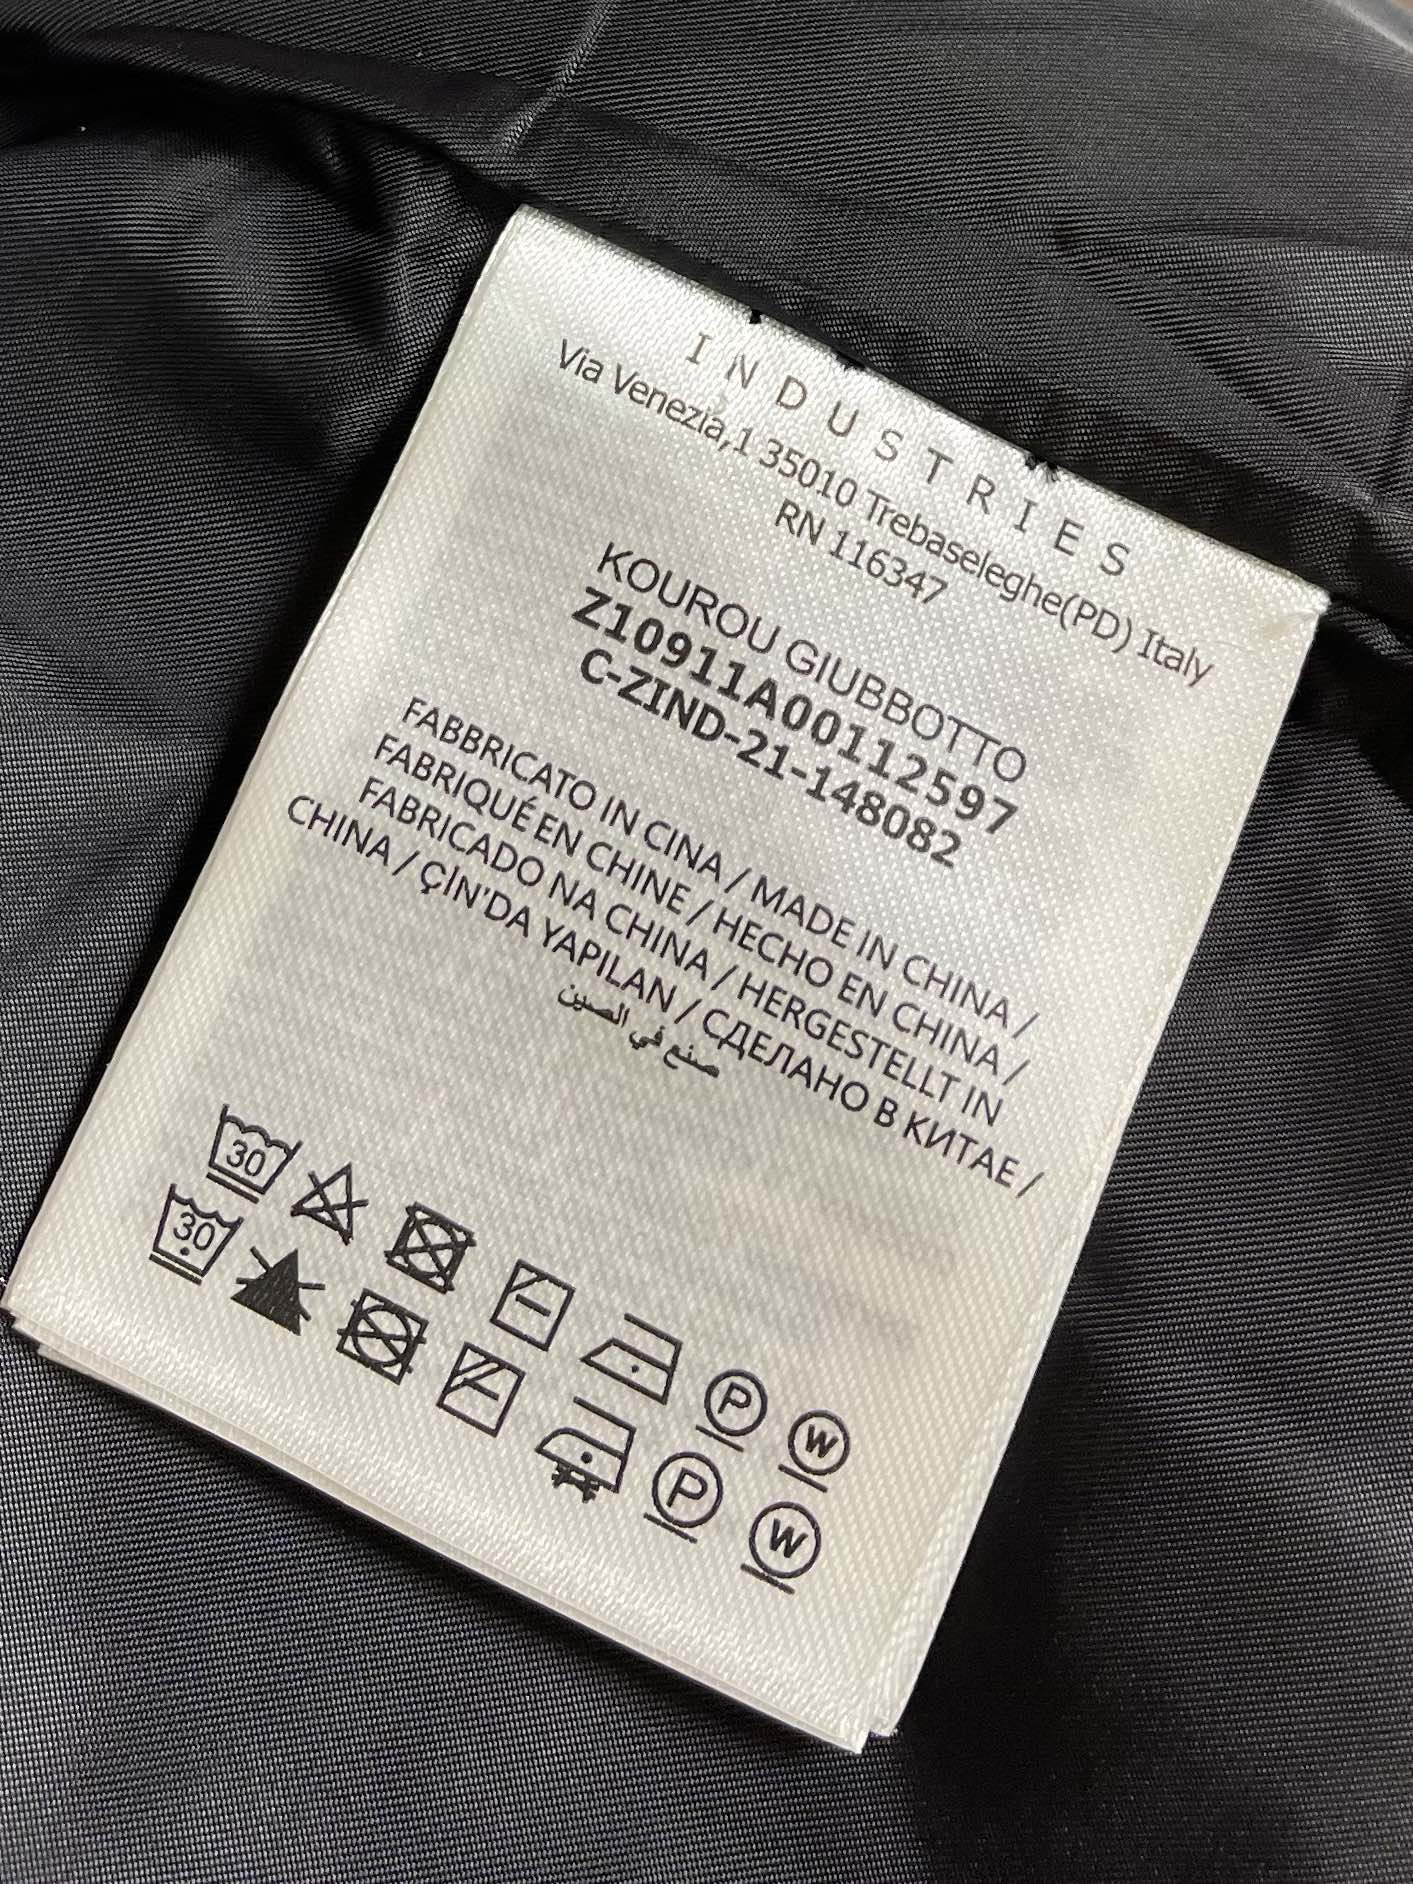 INDUSTRIES
Via Venezia,1 35010 Trebaseleghe(PD) Italy
RN 116347
KOUROU GIUBBOTTO
Z10911A00112597
C-ZIND-21-148082
FABBRICATO IN CINA / MADE IN CHINA /
FABRIQUÉ EN CHINE / HECHO EN CHINA /
FABRICADO NA CHINA / HERGESTELLT IN
CHINA / ÇİN'DA YAPILAN / СДЕЛАНО В КИТАЕ /
صنع في الصين
30 P W
30 P W